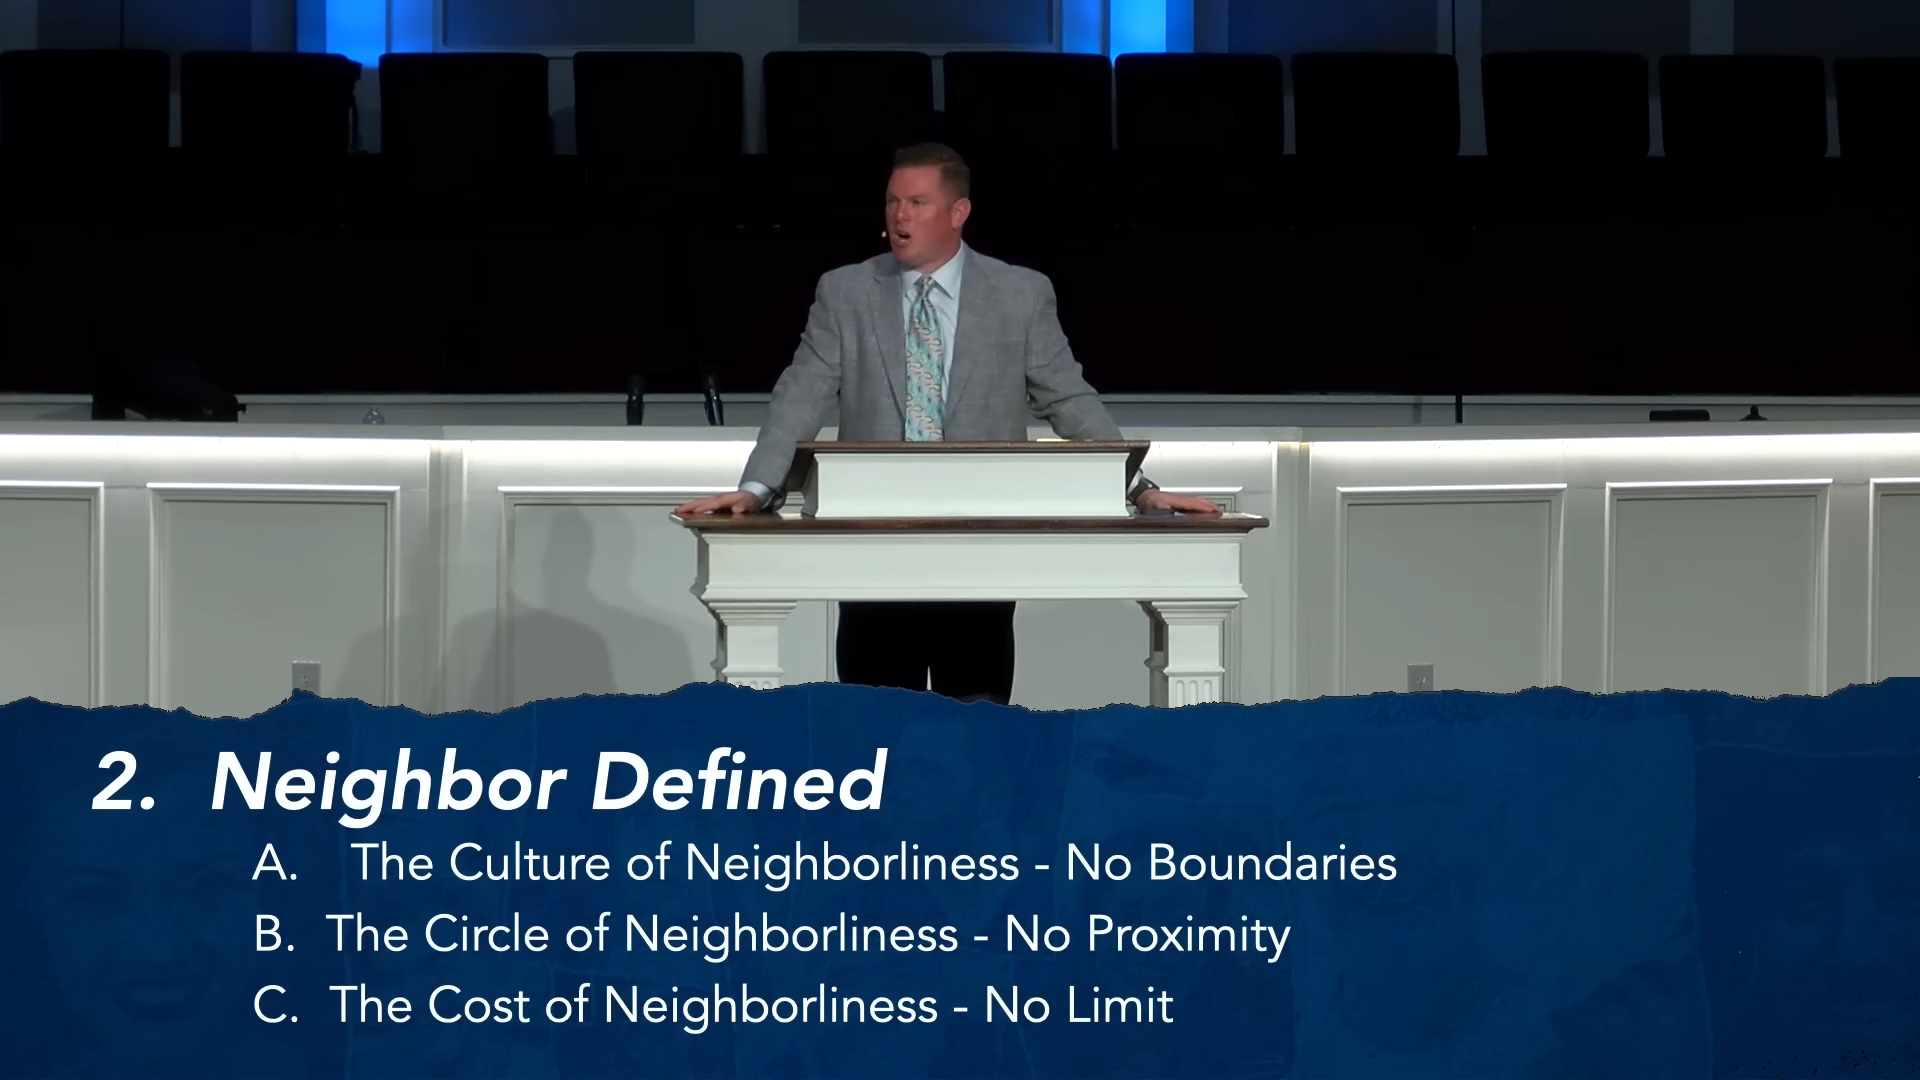 2. Neighbor Defined
A. The Culture of Neighborliness - No Boundaries
B. The Circle of Neighborliness - No Proximity
C. The Cost of Neighborliness - No Limit